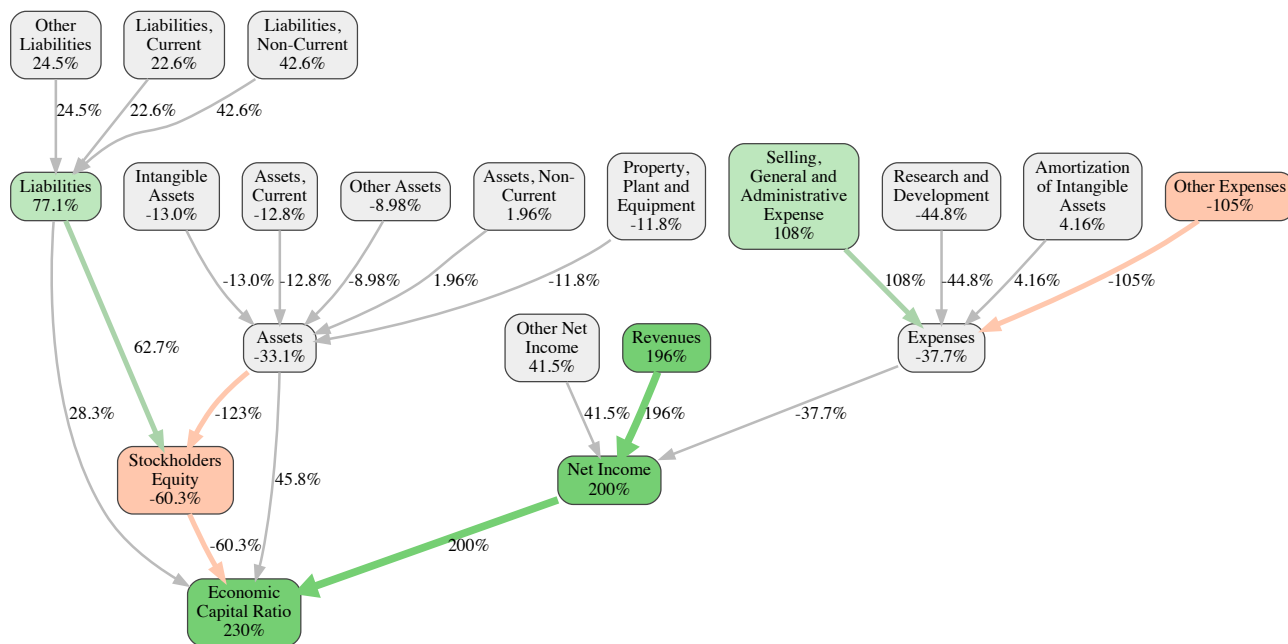 Other
Liabilities
24.5%
Liabilities,
Current
22.6%
Liabilities,
Non-Current
42.6%
24.5%
22.6%
42.6%
Liabilities
77.1%
Intangible
Assets
-13.0%
Assets,
Current
-12.8%
Other Assets
-8.98%
Assets, Non-
Current
1.96%
Property,
Plant and
Equipment
-11.8%
Selling,
General and
Administrative
Expense
108%
Research and
Development
-44.8%
Amortization
of Intangible
Assets
4.16%
Other Expenses
-105%
-13.0%
-12.8%
-8.98%
1.96%
-11.8%
108%
-44.8%
4.16%
-105%
Assets
-33.1%
Other Net
Income
41.5%
Revenues
196%
Expenses
-37.7%
62.7%
28.3%
-123%
41.5%
196%
-37.7%
Stockholders
Equity
-60.3%
45.8%
Net Income
200%
-60.3%
200%
Economic
Capital Ratio
230%